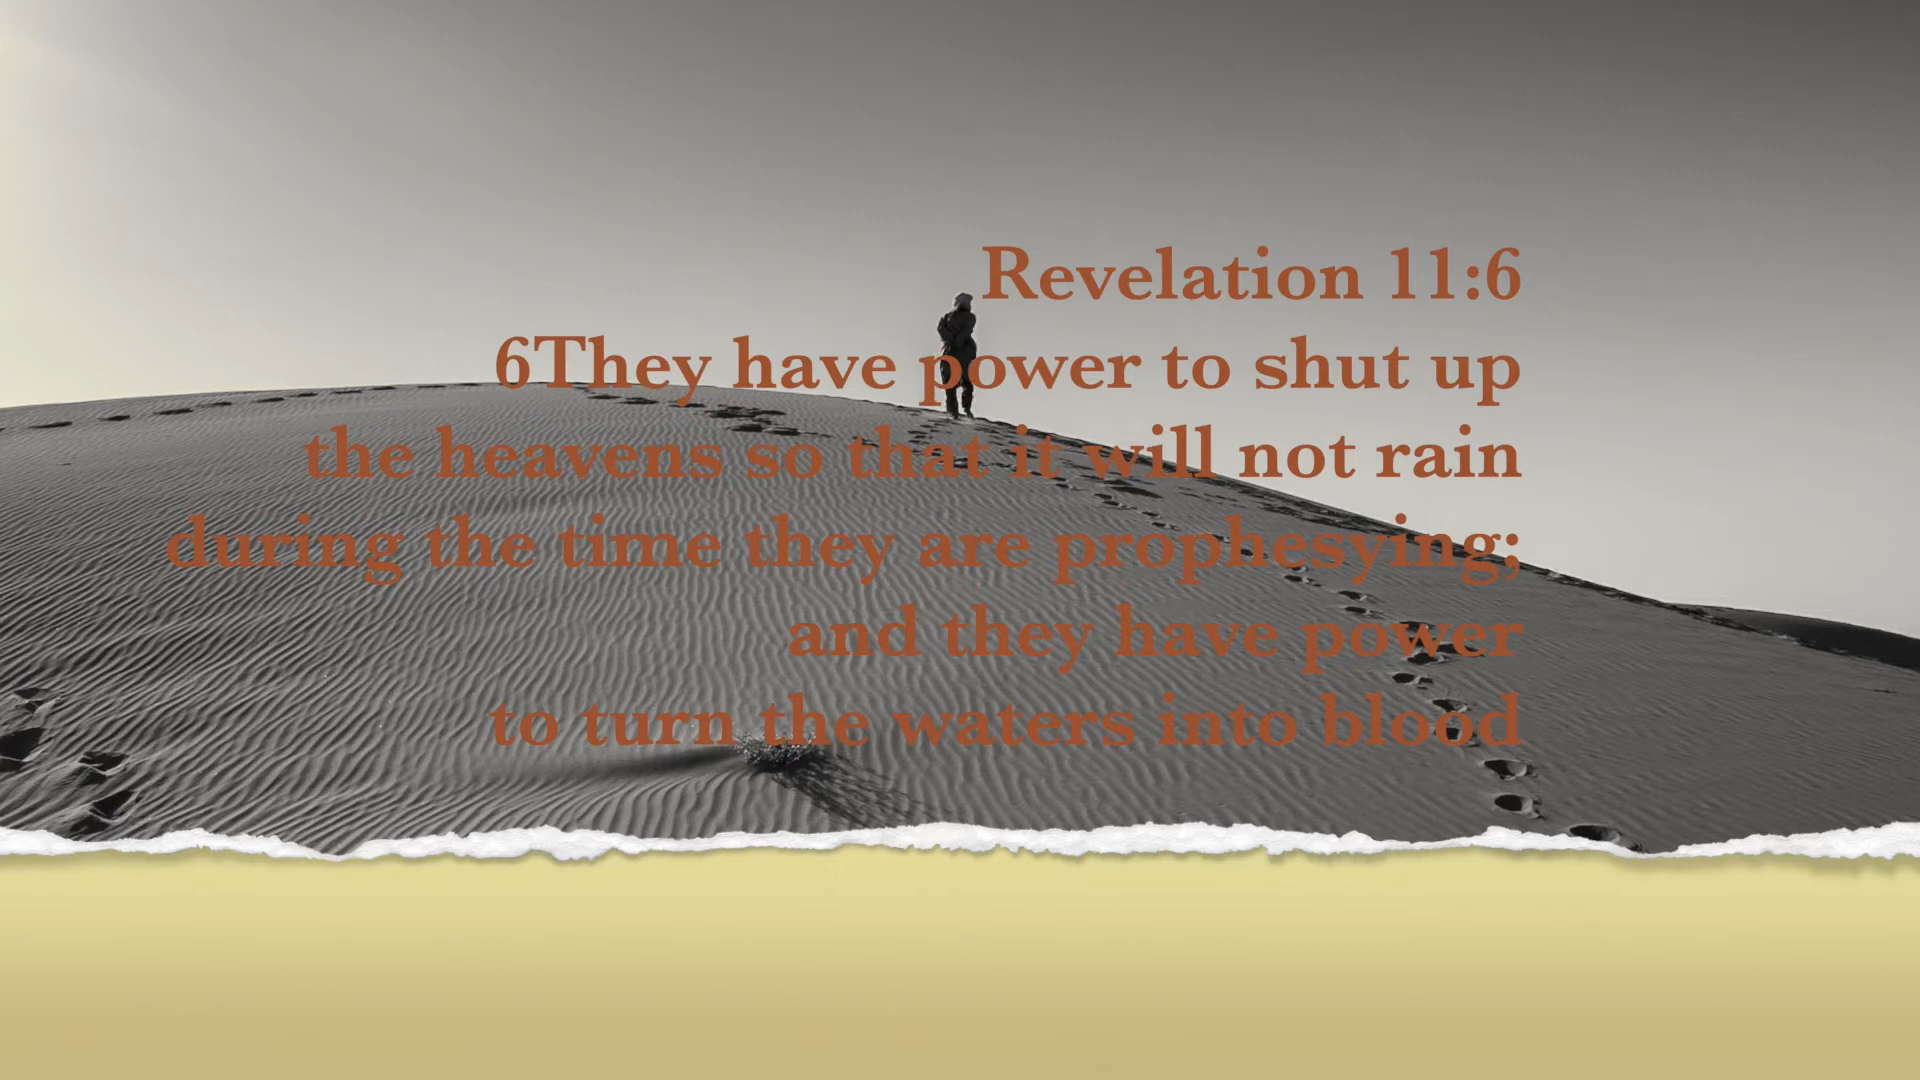 Revelation 11:6
6They have power to shut up
the heavens so that it will not rain
during the time they are prophesying;
and they have power
to turn the waters into blood